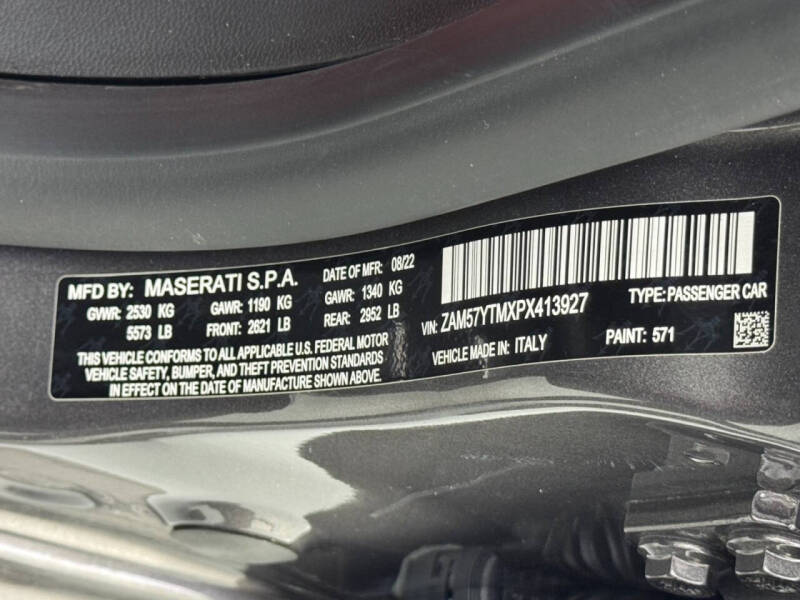 MFD BY: MASERATI S.P.A. DATE OF MFR: 08/22
GVWR: 2530 KG GAWR: 1190 KG GAWR: 1340 KG
5573 LB FRONT: 2621 LB REAR: 2952 LB
THIS VEHICLE CONFORMS TO ALL APPLICABLE U.S. FEDERAL MOTOR
VEHICLE SAFETY, BUMPER, AND THEFT PREVENTION STANDARDS
IN EFFECT ON THE DATE OF MANUFACTURE SHOWN ABOVE.
VIN: ZAM57YTMXPX413927 TYPE: PASSENGER CAR
VEHICLE MADE IN: ITALY PAINT: 571